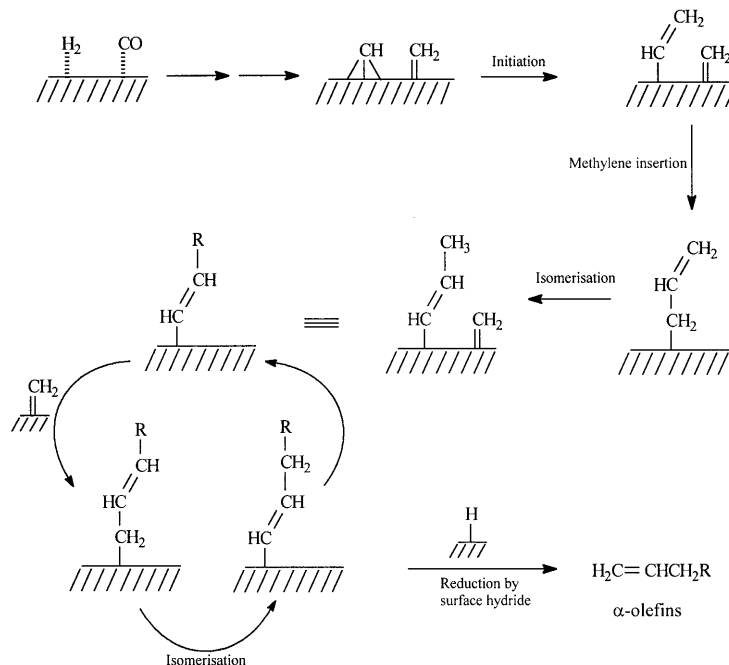 H₂ CO
CH CH₂
Initiation
CH₂
HC CH₂
Methylene insertion
R
CH
HC
CH₃
CH
HC CH₂
Isomerisation
CH₂
HC
CH₂
CH₂
R
CH
HC
CH₂
R
CH₂
CH
HC
Isomerisation
H
Reduction by
surface hydride
H₂C=CHCH₂R
α-olefins